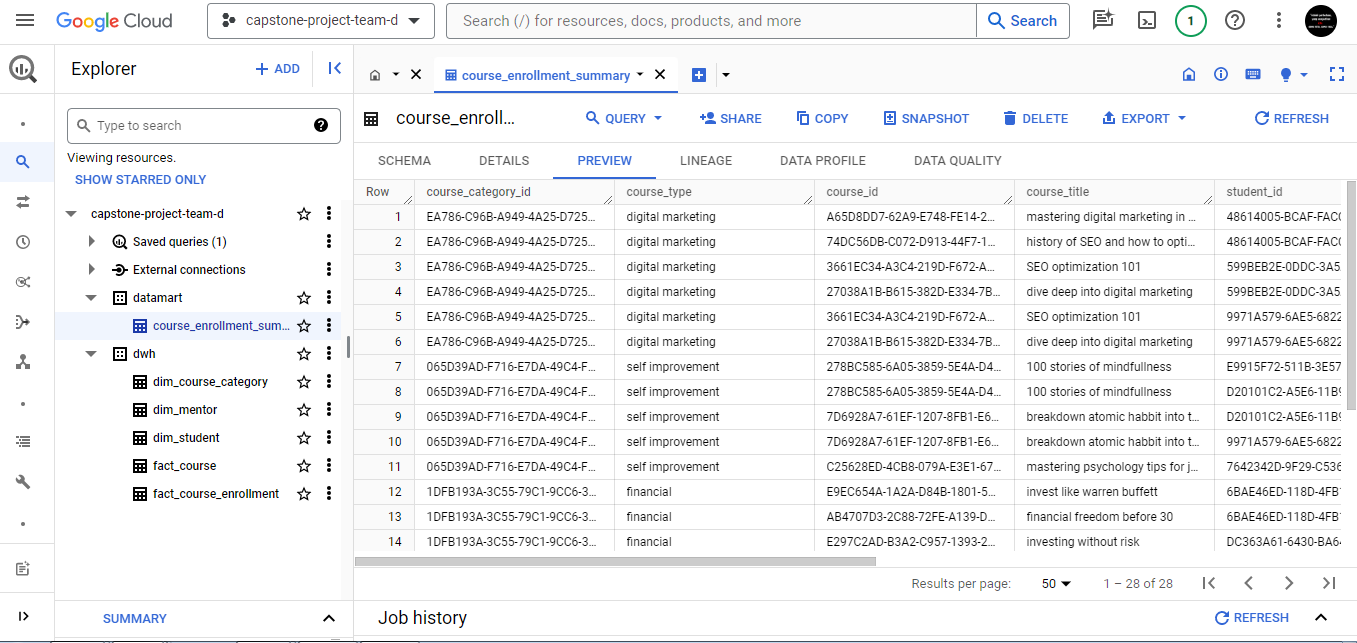 Google Cloud
capstone-project-team-d
Search (/) for resources, docs, products, and more
Search
1
Explorer
ADD
course_enrollment_summary
Type to search
Viewing resources.
SHOW STARRED ONLY
capstone-project-team-d
Saved queries (1)
External connections
datamart
course_enrollment_sum...
dwh
dim_course_category
dim_mentor
dim_student
fact_course
fact_course_enrollment
SUMMARY
course_enroll...
QUERY
SHARE
COPY
SNAPSHOT
DELETE
EXPORT
REFRESH
SCHEMA DETAILS PREVIEW LINEAGE DATA PROFILE DATA QUALITY
Row course_category_id course_type course_id course_title student_id
1 EA786-C96B-A949-4A25-D725... digital marketing A65D8DD7-62A9-E748-FE14-2... mastering digital marketing in ... 48614005-BCAF-FAC
2 EA786-C96B-A949-4A25-D725... digital marketing 74DC56DB-C072-D913-44F7-1... history of SEO and how to opti... 48614005-BCAF-FAC
3 EA786-C96B-A949-4A25-D725... digital marketing 3661EC34-A3C4-219D-F672-A... SEO optimization 101 599BEB2E-0DDC-3A5
4 EA786-C96B-A949-4A25-D725... digital marketing 27038A1B-B615-382D-E334-7B... dive deep into digital marketing 599BEB2E-0DDC-3A5
5 EA786-C96B-A949-4A25-D725... digital marketing 3661EC34-A3C4-219D-F672-A... SEO optimization 101 9971A579-6AE5-6822
6 EA786-C96B-A949-4A25-D725... digital marketing 27038A1B-B615-382D-E334-7B... dive deep into digital marketing 9971A579-6AE5-6822
7 065D39AD-F716-E7DA-49C4-F... self improvement 278BC585-6A05-3859-5E4A-D4... 100 stories of mindfullness E9915F72-511B-3E57
8 065D39AD-F716-E7DA-49C4-F... self improvement 278BC585-6A05-3859-5E4A-D4... 100 stories of mindfullness D20101C2-A5E6-11B9
9 065D39AD-F716-E7DA-49C4-F... self improvement 7D6928A7-61EF-1207-8FB1-E6... breakdown atomic habbit into t... D20101C2-A5E6-11B9
10 065D39AD-F716-E7DA-49C4-F... self improvement 7D6928A7-61EF-1207-8FB1-E6... breakdown atomic habbit into t... 9971A579-6AE5-6822
11 065D39AD-F716-E7DA-49C4-F... self improvement C25628ED-4CB8-079A-E3E1-67... mastering psychology tips for j... 7642342D-9F29-C536
12 1DFB193A-3C55-79C1-9CC6-3... financial E9EC654A-1A2A-D84B-1801-5... invest like warren buffett 6BAE46ED-118D-4FB
13 1DFB193A-3C55-79C1-9CC6-3... financial AB4707D3-2C88-72FE-A139-D... financial freedom before 30 6BAE46ED-118D-4FB
14 1DFB193A-3C55-79C1-9CC6-3... financial E297C2AD-B3A2-C957-1393-2... investing without risk DC363A61-6430-BA6
Results per page: 50 1 – 28 of 28
Job history
REFRESH